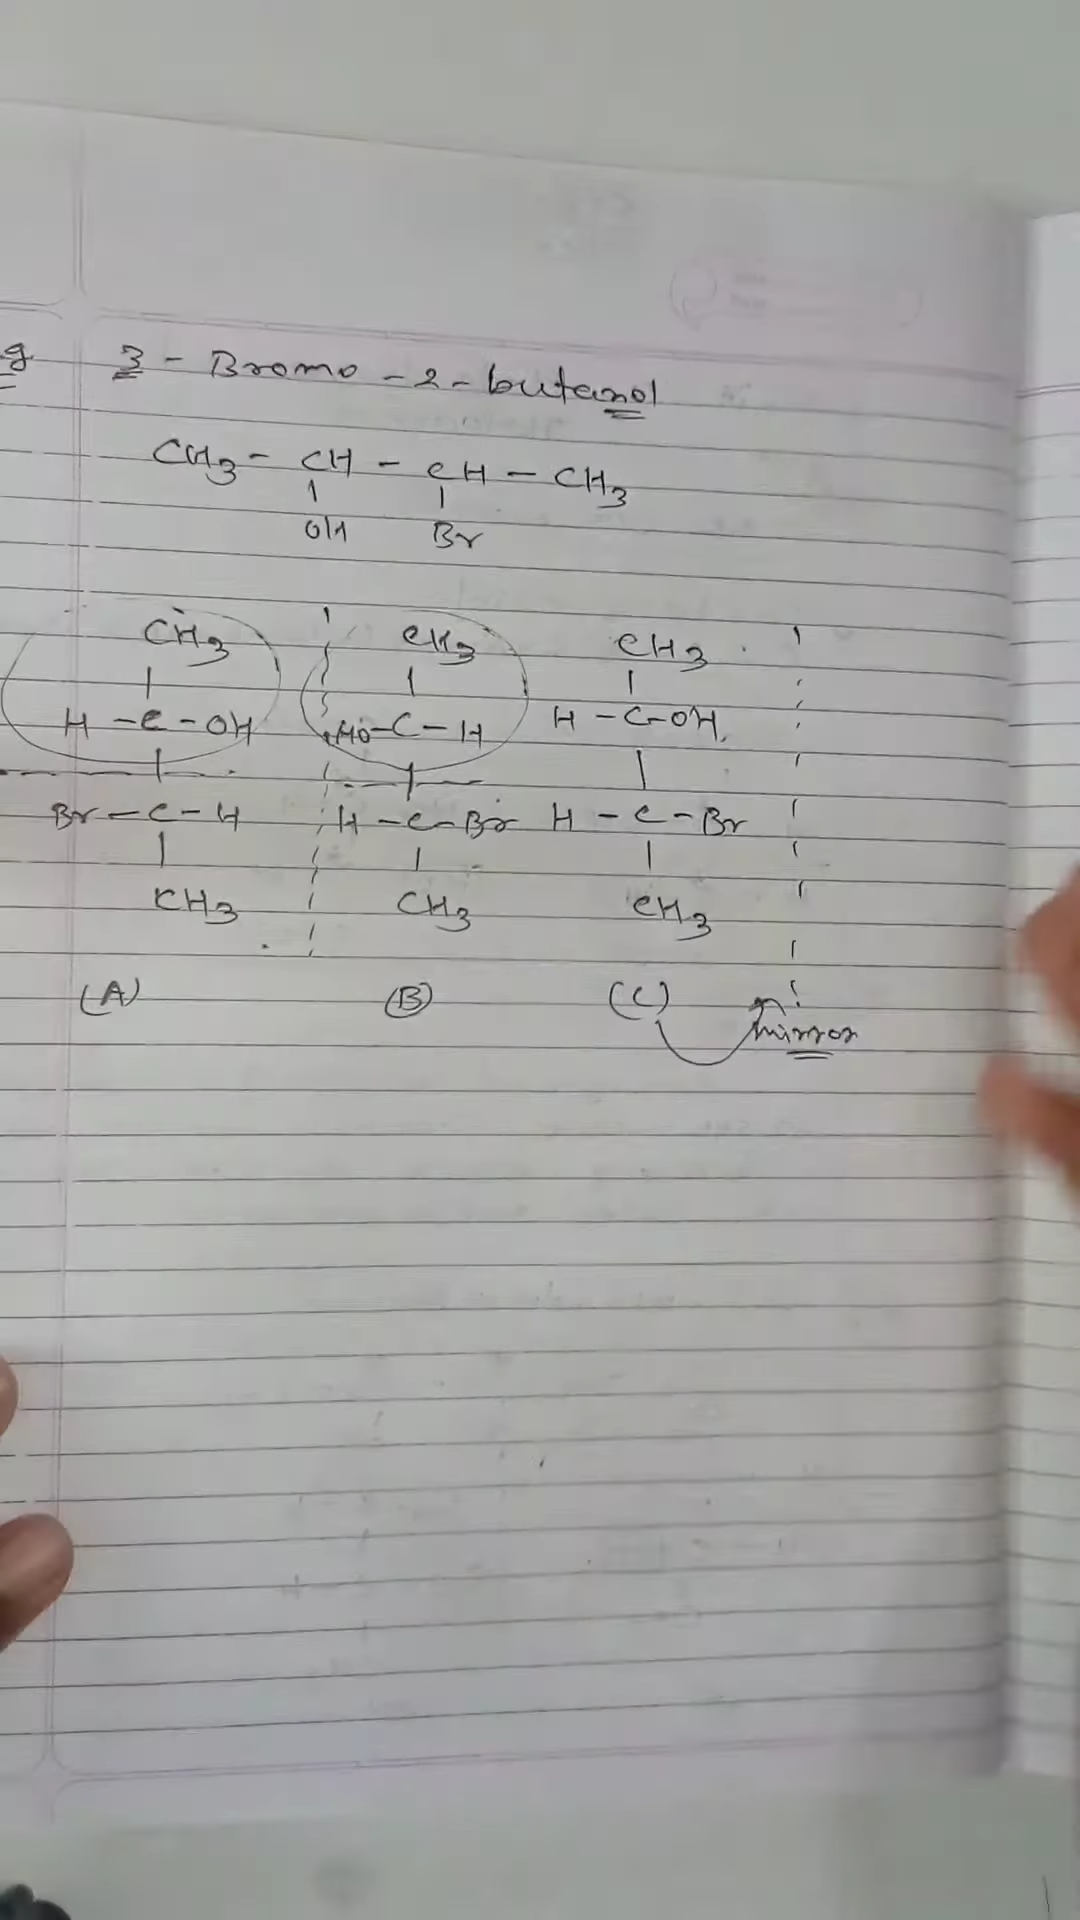 eg 3 - Bromo - 2 - butanol
CH3 - CH - CH - CH3
OH Br
CH3 CH3 CH3
H - C - OH HO - C - H H - C - OH
Br - C - H H - C - Br H - C - Br
CH3 CH3 CH3
(A) (B) (C)
mirror